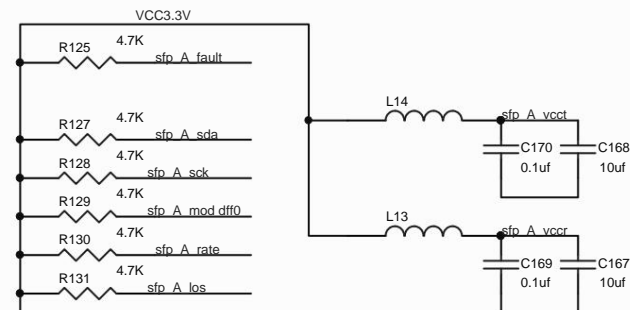 VCC3.3V
R125 4.7K sfp_A_fault
R127 4.7K sfp_A_sda
R128 4.7K sfp_A_sck
R129 4.7K sfp_A_mod dff0
R130 4.7K sfp_A_rate
R131 4.7K sfp_A_los
L14 sfp_A_vcct
C170 C168
0.1uf 10uf
L13 sfp_A_vccr
C169 C167
0.1uf 10uf